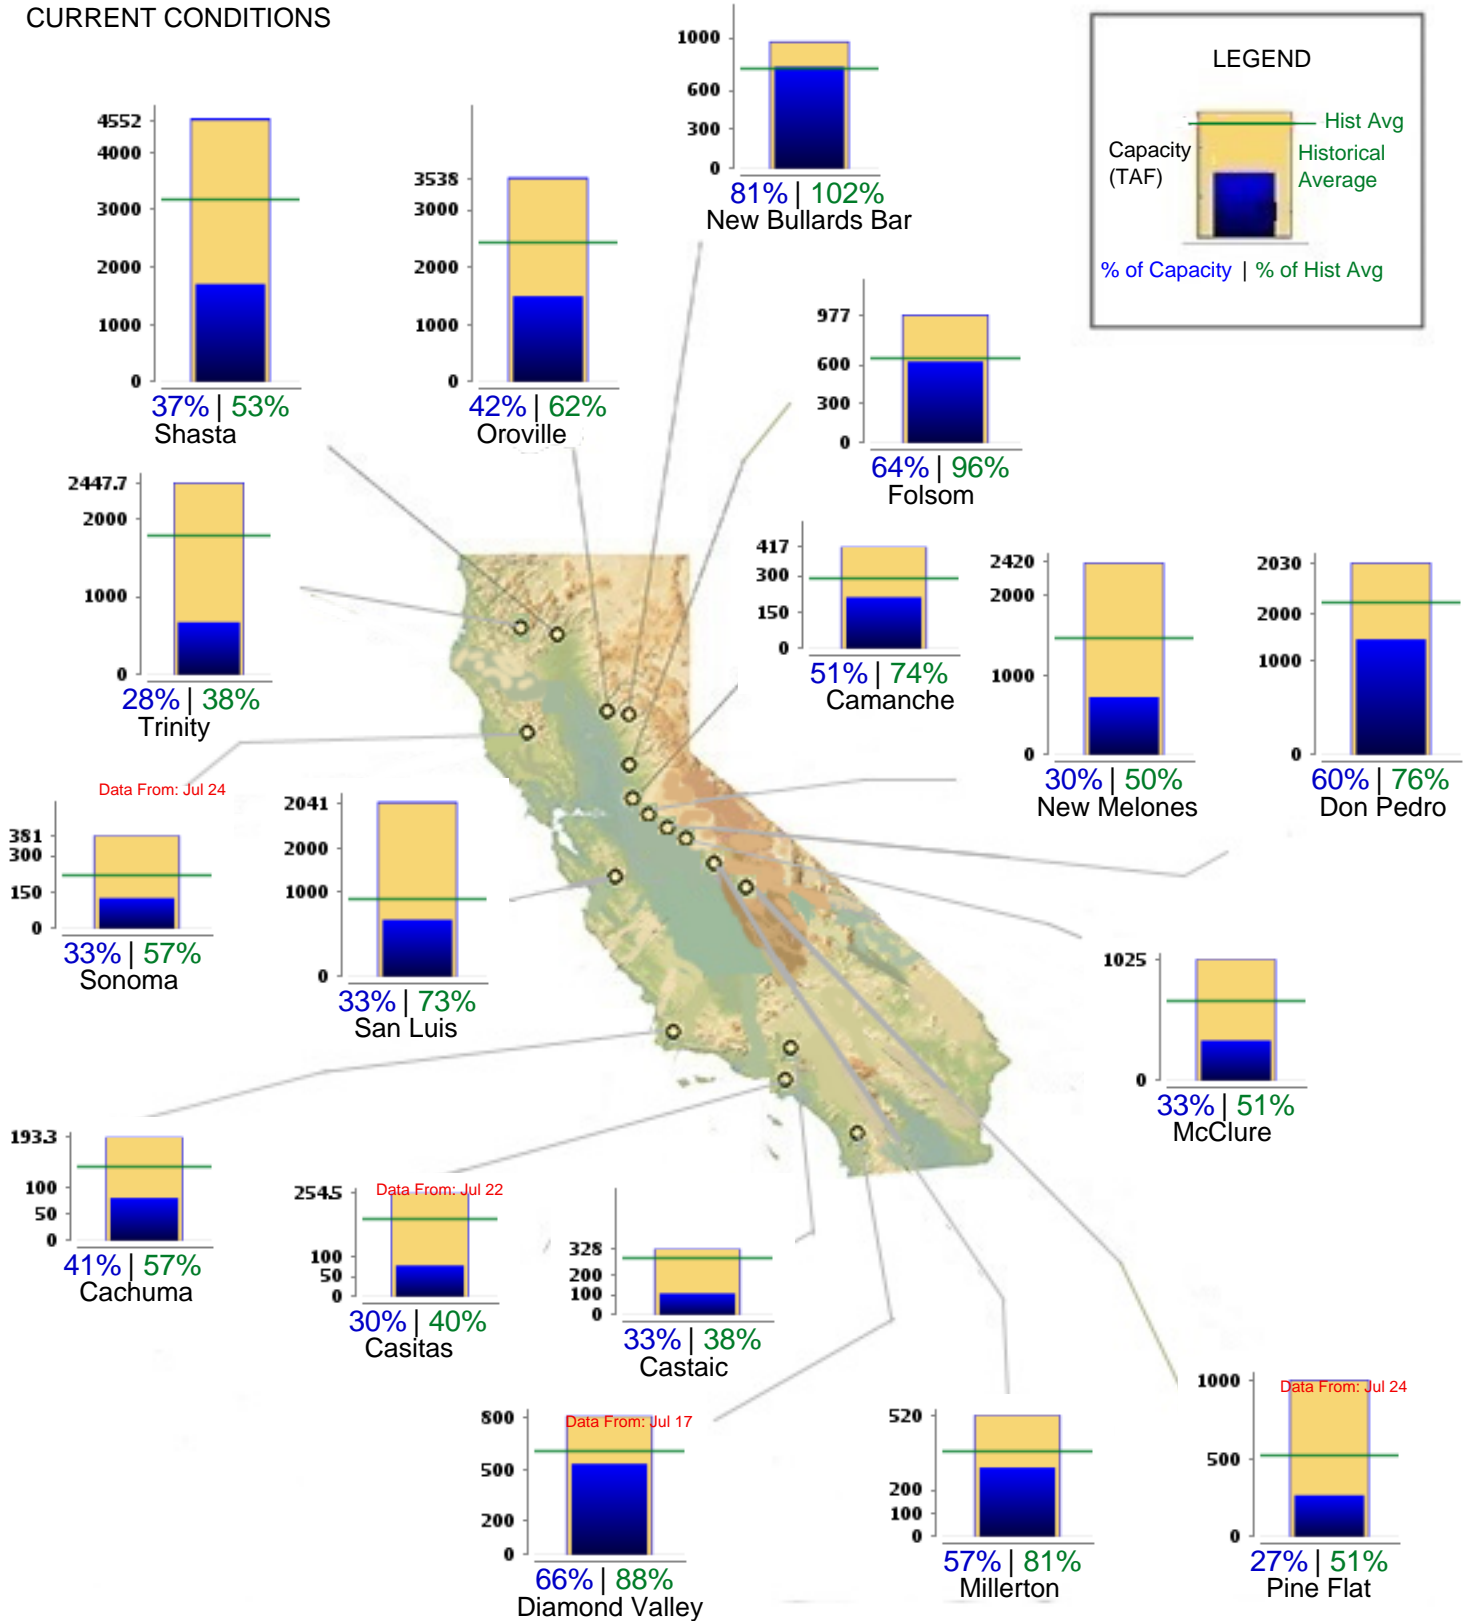 CURRENT CONDITIONS
LEGEND
Hist Avg
Capacity
(TAF)
Historical
Average
% of Capacity | % of Hist Avg
1000
600
300
0
81% | 102%
New Bullards Bar
4552
4000
3000
2000
1000
0
37% | 53%
Shasta
3538
3000
2000
1000
0
42% | 62%
Oroville
977
600
300
0
64% | 96%
Folsom
2447.7
2000
1000
0
28% | 38%
Trinity
417
300
150
0
51% | 74%
Camanche
2420
2000
1000
0
30% | 50%
New Melones
2030
2000
1000
0
60% | 76%
Don Pedro
Data From: Jul 24
381
300
150
0
33% | 57%
Sonoma
2041
2000
1000
0
33% | 73%
San Luis
1025
0
33% | 51%
McClure
193.3
100
50
0
41% | 57%
Cachuma
Data From: Jul 22
254.5
100
50
0
30% | 40%
Casitas
328
200
100
0
33% | 38%
Castaic
Data From: Jul 17
800
500
200
0
66% | 88%
Diamond Valley
520
200
100
0
57% | 81%
Millerton
Data From: Jul 24
1000
500
0
27% | 51%
Pine Flat